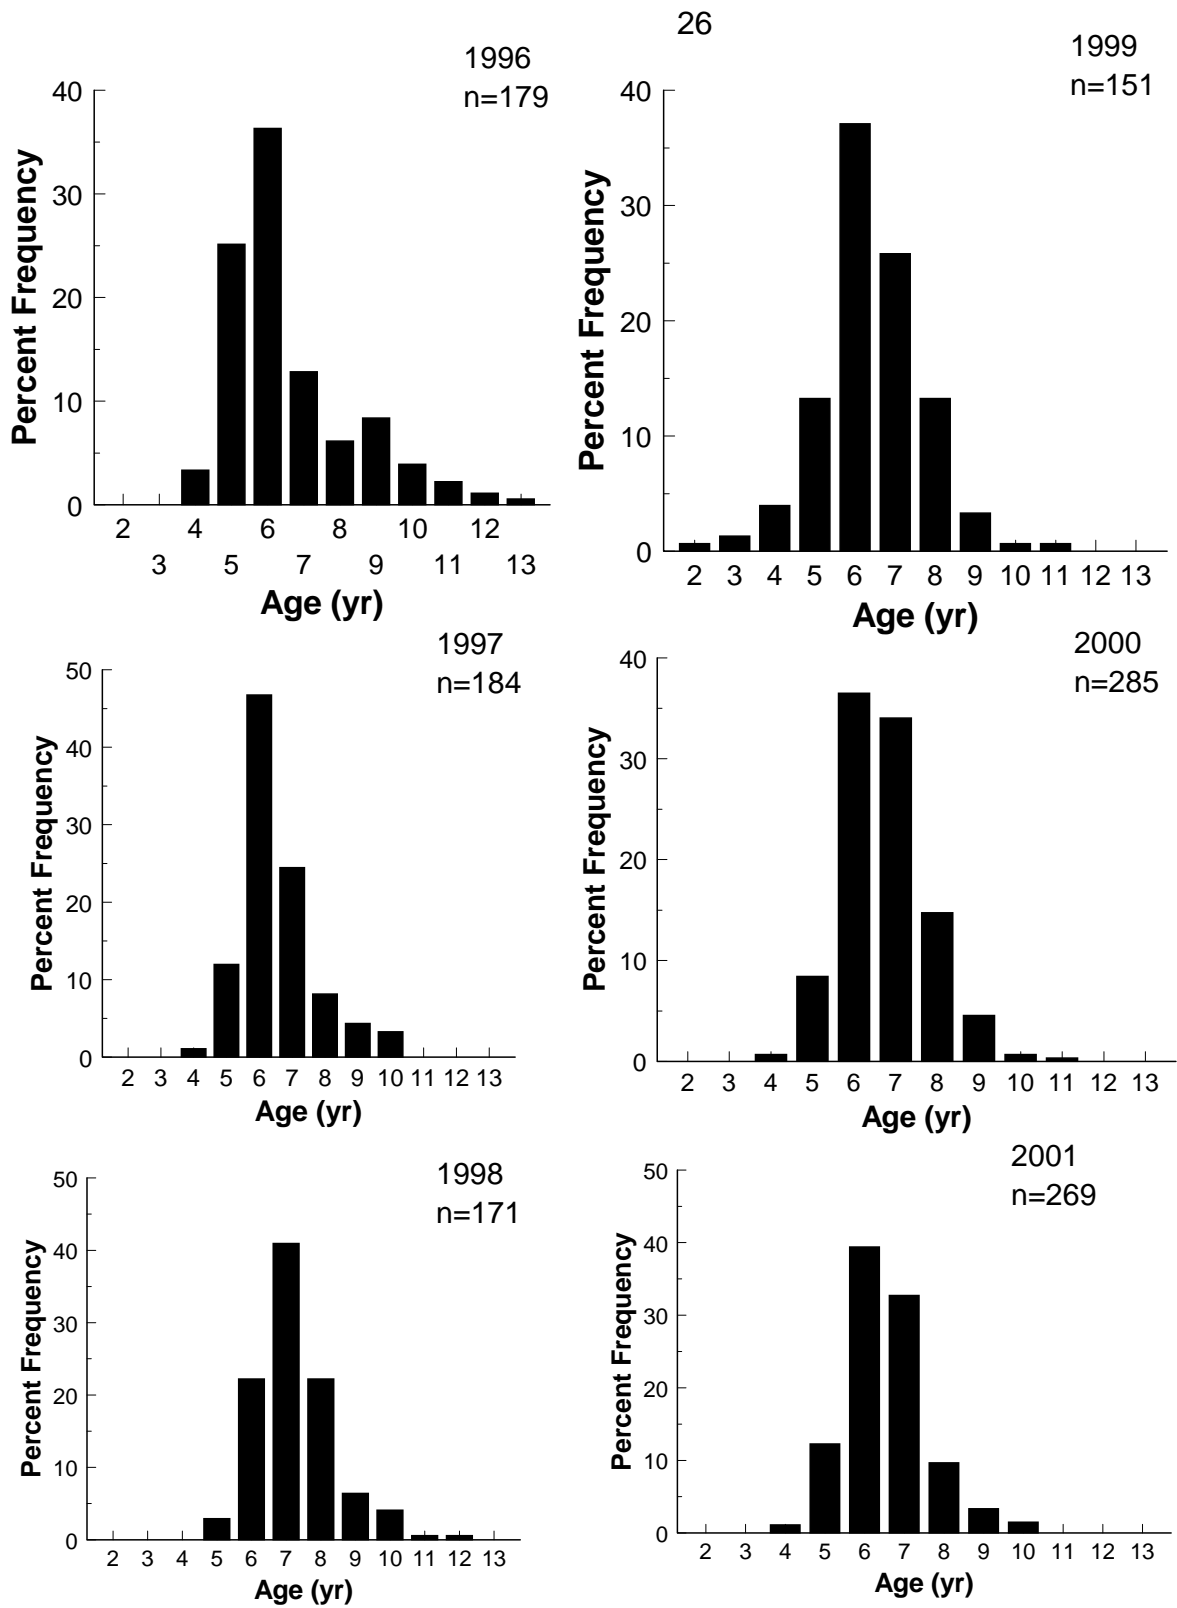 26
1996
n=179
40
30
20
10
0
Percent Frequency
2 4 6 8 10 12
3 5 7 9 11 13
Age (yr)
1999
n=151
40
30
20
10
0
Percent Frequency
2 3 4 5 6 7 8 9 10 11 12 13
Age (yr)
1997
n=184
50
40
30
20
10
0
Percent Frequency
2 3 4 5 6 7 8 9 10 11 12 13
Age (yr)
2000
n=285
40
30
20
10
0
Percent Frequency
2 3 4 5 6 7 8 9 10 11 12 13
Age (yr)
1998
n=171
50
40
30
20
10
0
Percent Frequency
2 3 4 5 6 7 8 9 10 11 12 13
Age (yr)
2001
n=269
50
40
30
20
10
0
Percent Frequency
2 3 4 5 6 7 8 9 10 11 12 13
Age (yr)